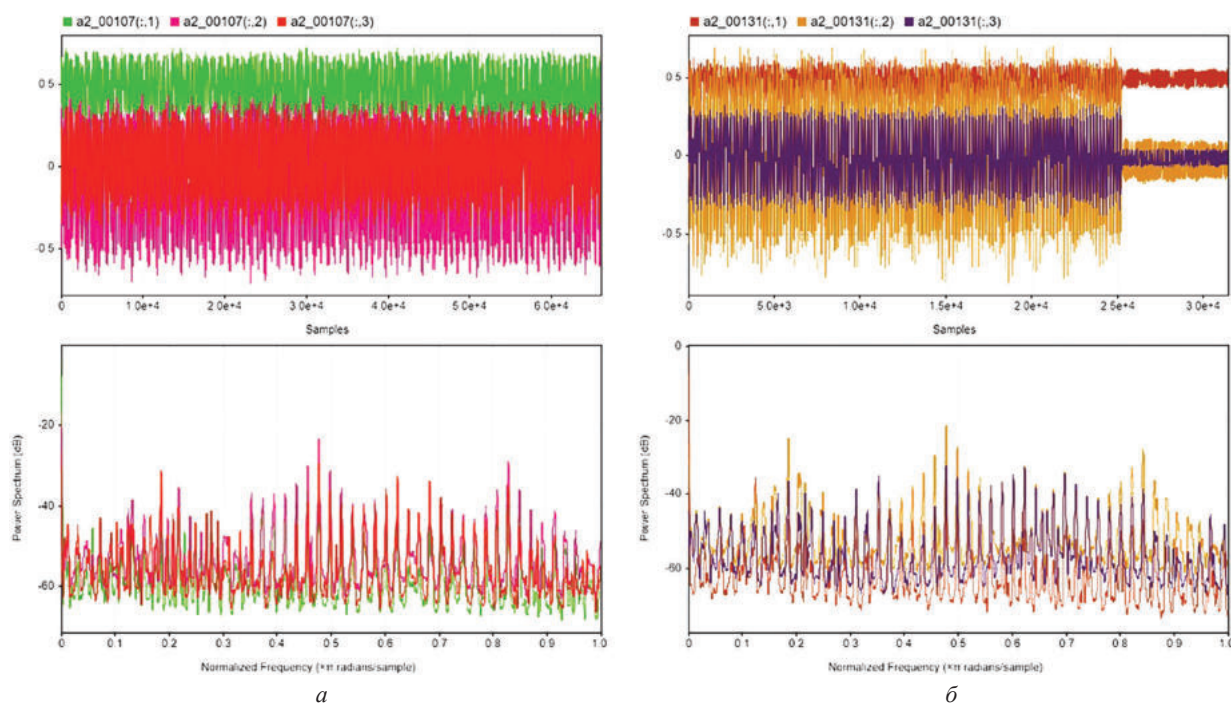 a2_00107(:,1) a2_00107(:,2) a2_00107(:,3)
0.5
0
-0.5
0 1.0e+4 2.0e+4 3.0e+4 4.0e+4 5.0e+4 6.0e+4
Samples
Power Spectrum (dB)
-20
-40
-60
0 0.1 0.2 0.3 0.4 0.5 0.6 0.7 0.8 0.9 1.0
Normalized Frequency (×π radians/sample)
а
a2_00131(:,1) a2_00131(:,2) a2_00131(:,3)
0.5
0
-0.5
0 5.0e+3 1.0e+4 1.5e+4 2.0e+4 2.5e+4 3.0e+4
Samples
Power Spectrum (dB)
0
-20
-40
-60
0 0.1 0.2 0.3 0.4 0.5 0.6 0.7 0.8 0.9 1.0
Normalized Frequency (×π radians/sample)
б